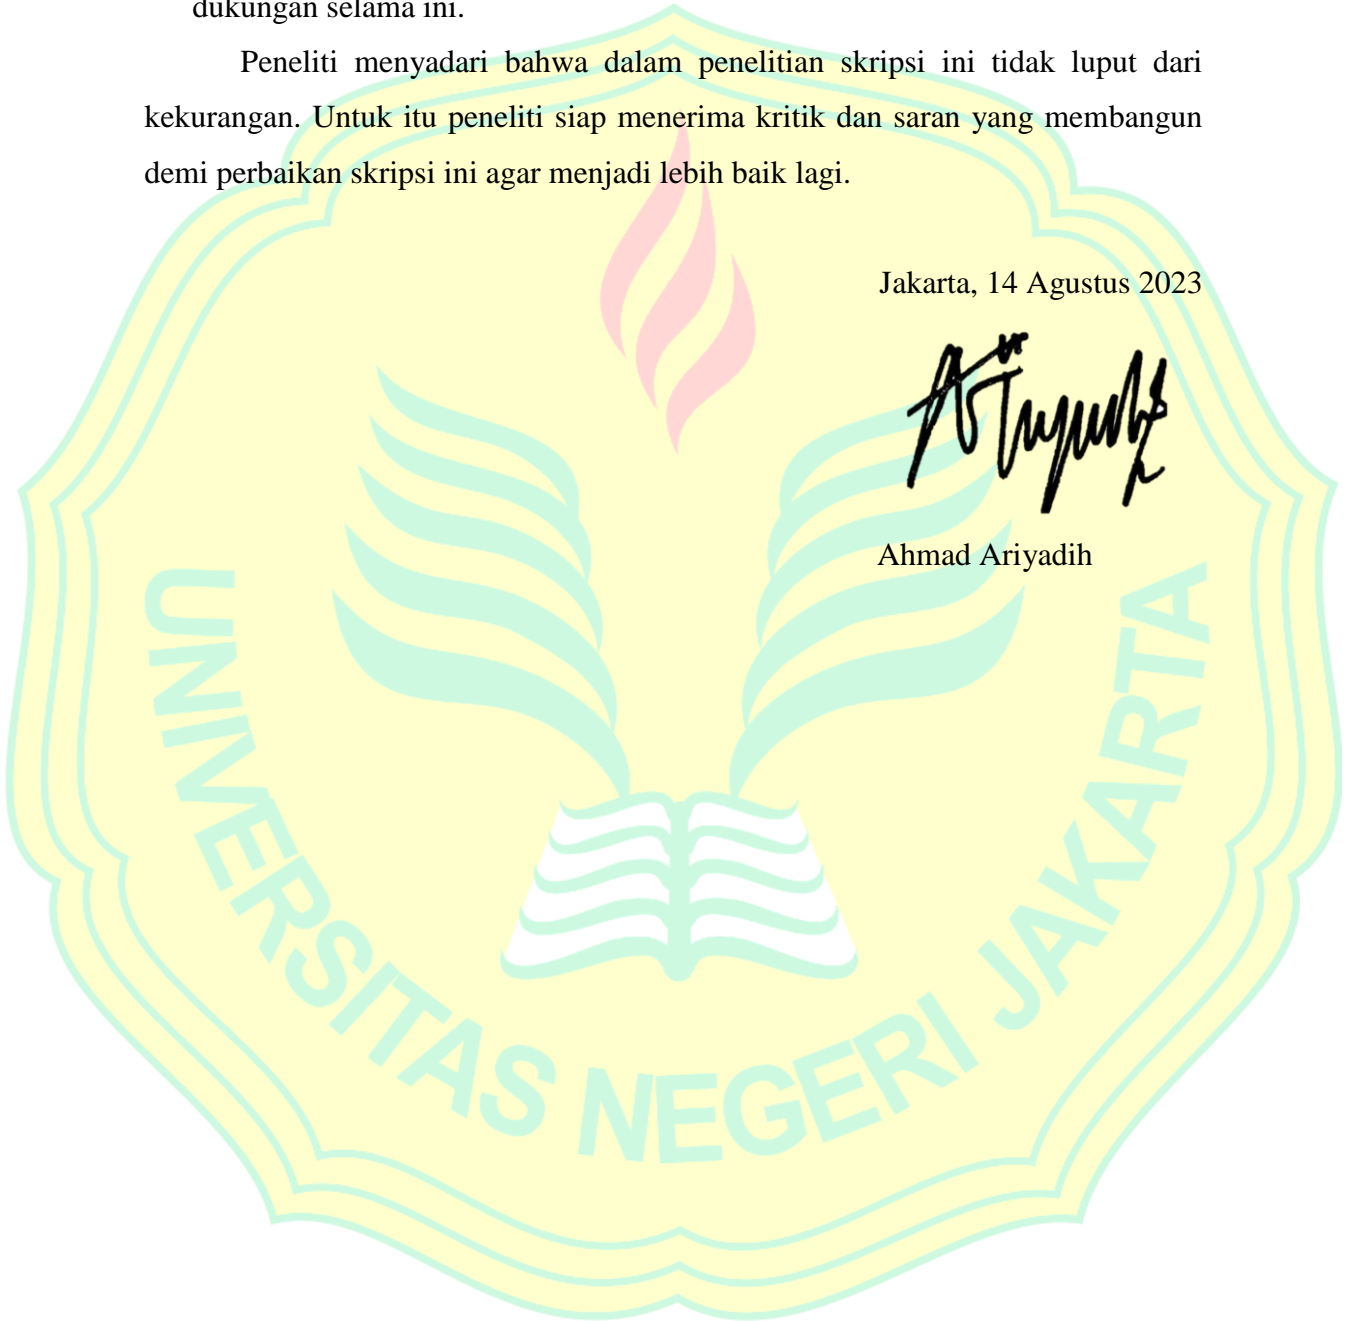 dukungan selama ini.
Peneliti menyadari bahwa dalam penelitian skripsi ini tidak luput dari
kekurangan. Untuk itu peneliti siap menerima kritik dan saran yang membangun
demi perbaikan skripsi ini agar menjadi lebih baik lagi.
Jakarta, 14 Agustus 2023
Ahmad Ariyadih
UNIVERSITAS NEGERI JAKARTA